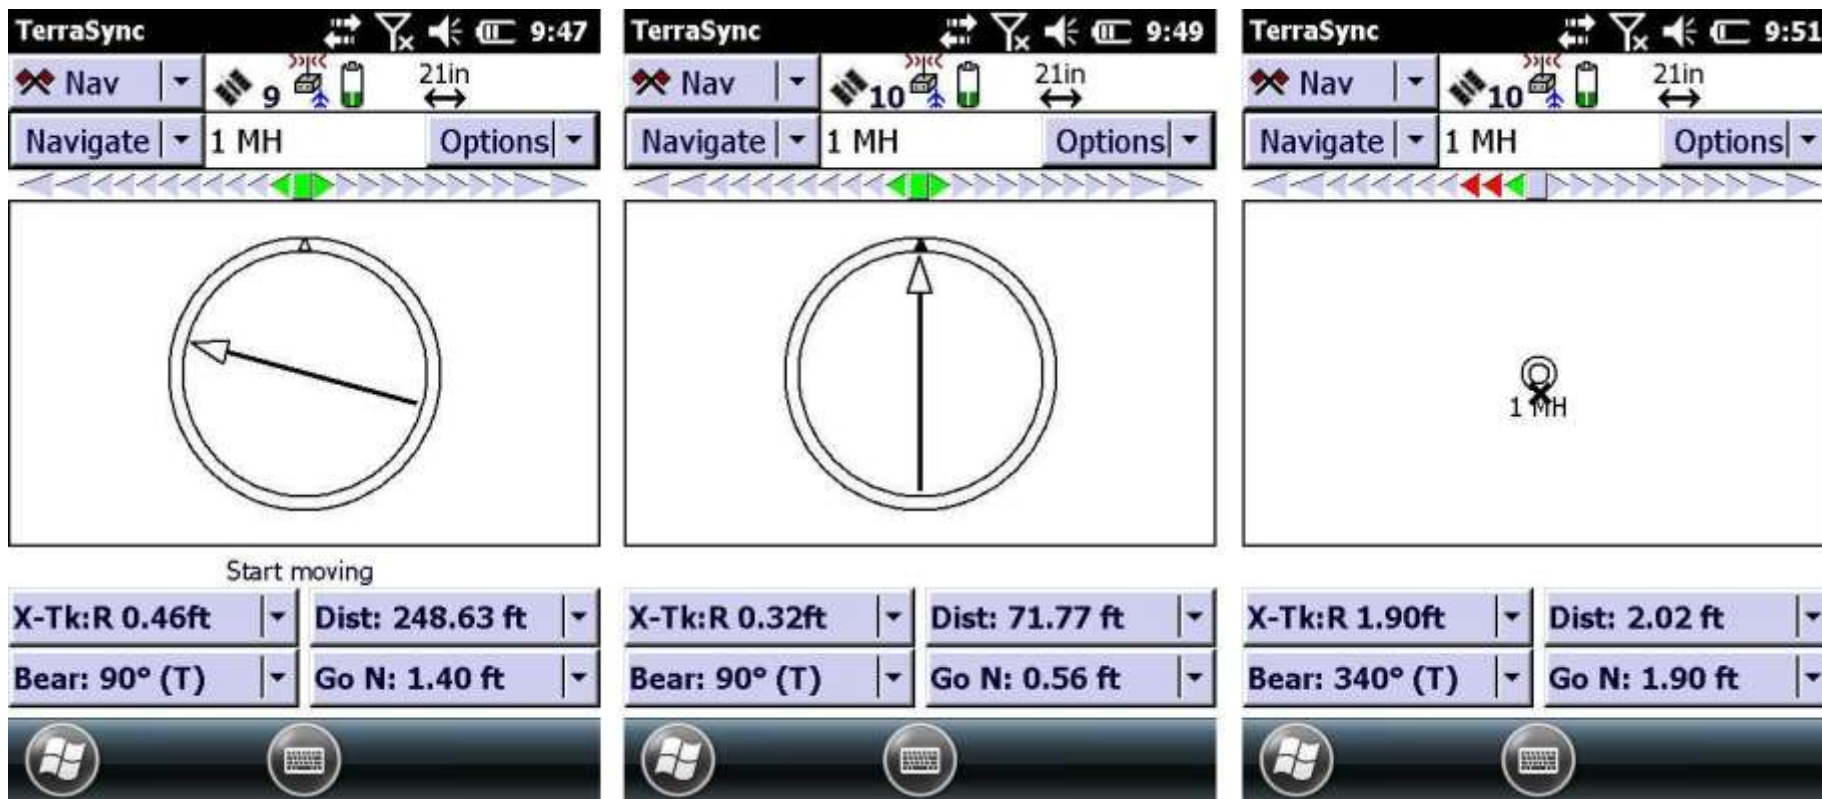 TerraSync 9:47
Nav 9 21in
Navigate 1 MH Options
Start moving
X-Tk:R 0.46ft Dist: 248.63 ft
Bear: 90° (T) Go N: 1.40 ft
TerraSync 9:49
Nav 10 21in
Navigate 1 MH Options
X-Tk:R 0.32ft Dist: 71.77 ft
Bear: 90° (T) Go N: 0.56 ft
TerraSync 9:51
Nav 10 21in
Navigate 1 MH Options
1 MH
X-Tk:R 1.90ft Dist: 2.02 ft
Bear: 340° (T) Go N: 1.90 ft